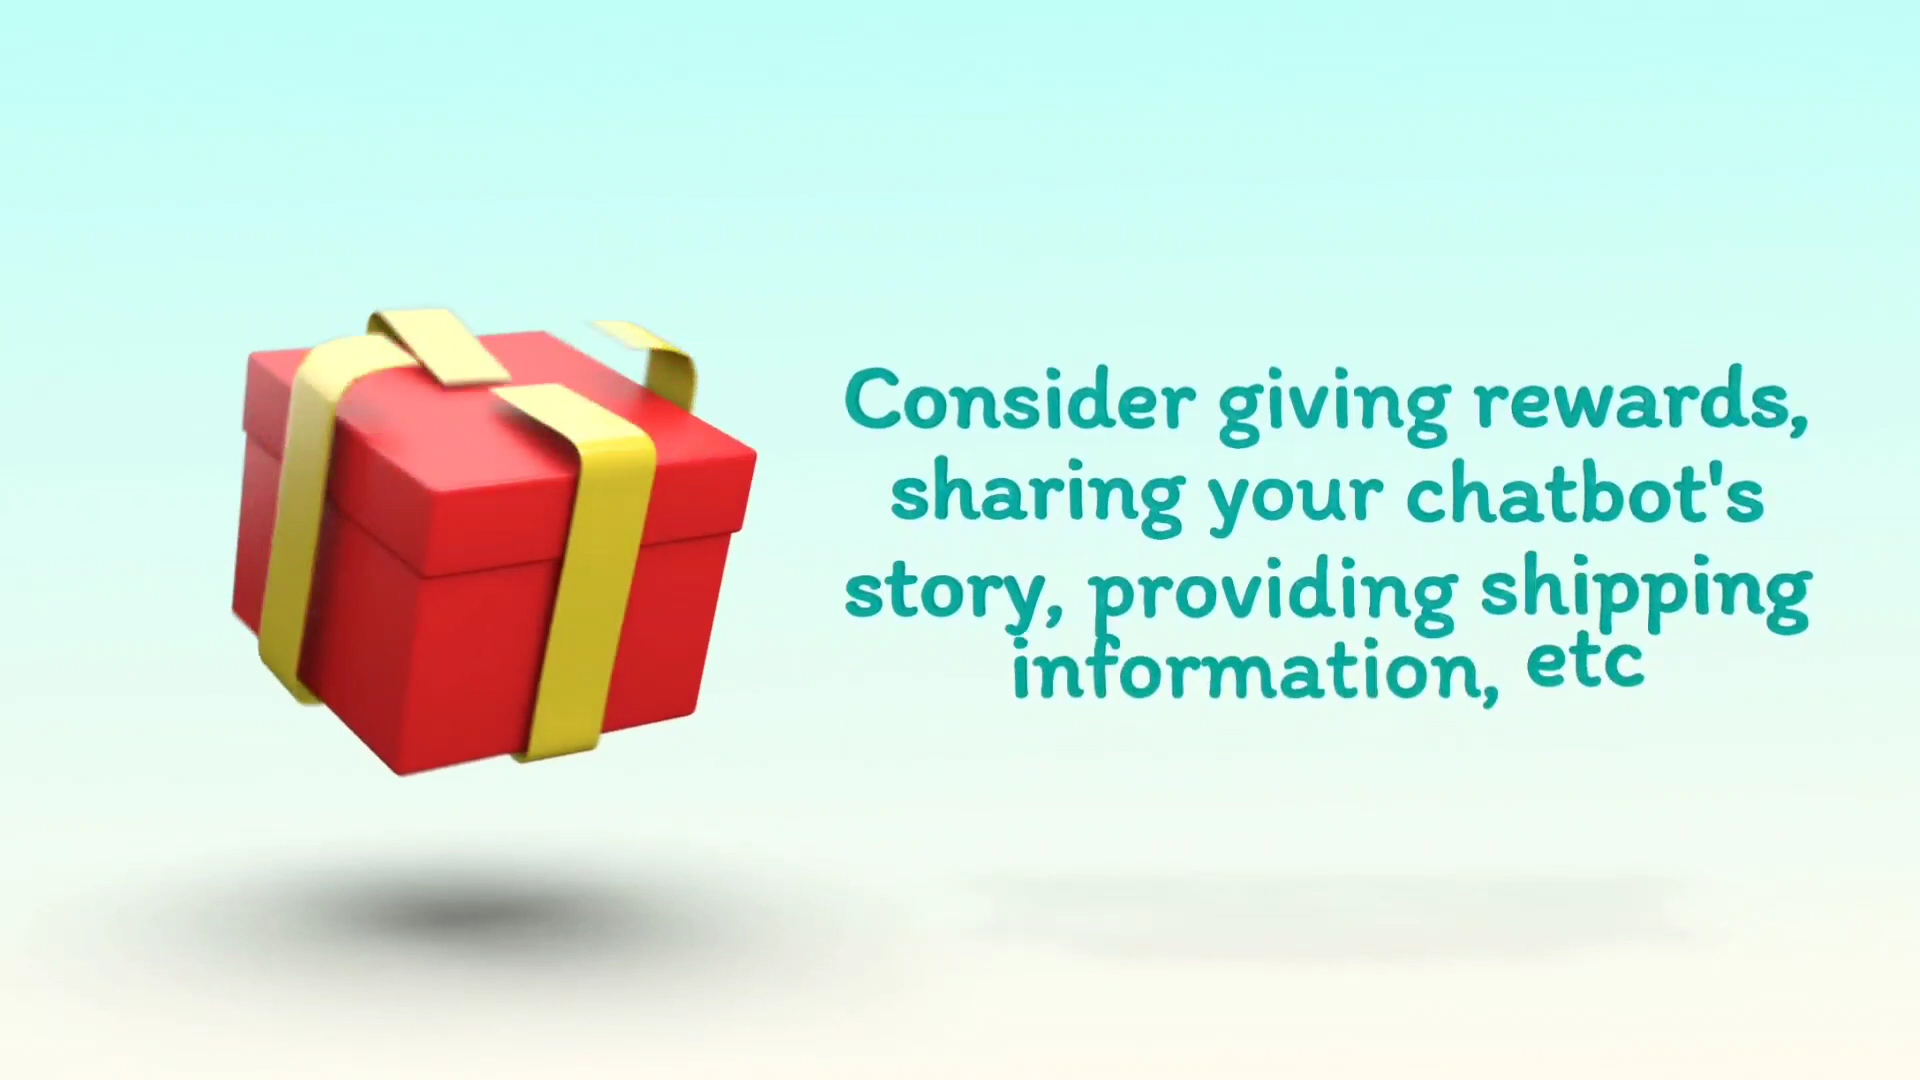 Consider giving rewards,
sharing your chatbot's
story, providing shipping
information, etc